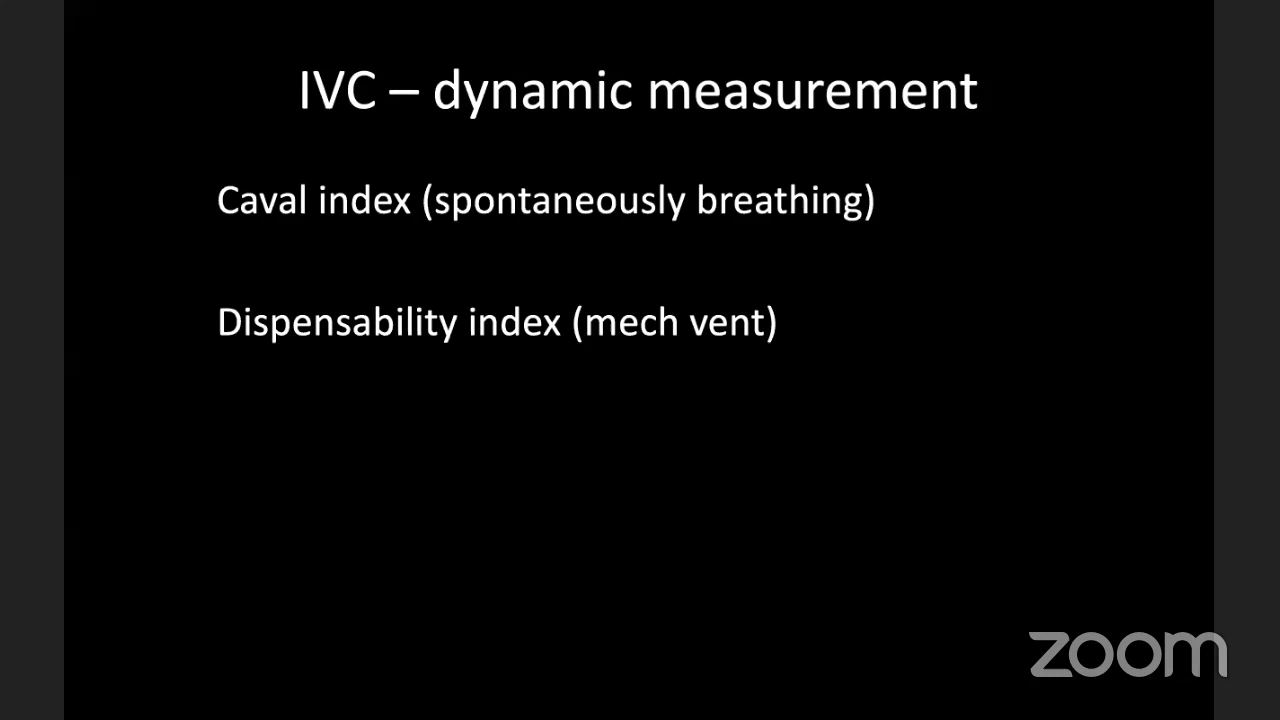 IVC – dynamic measurement
Caval index (spontaneously breathing)
Dispensability index (mech vent)
zoom